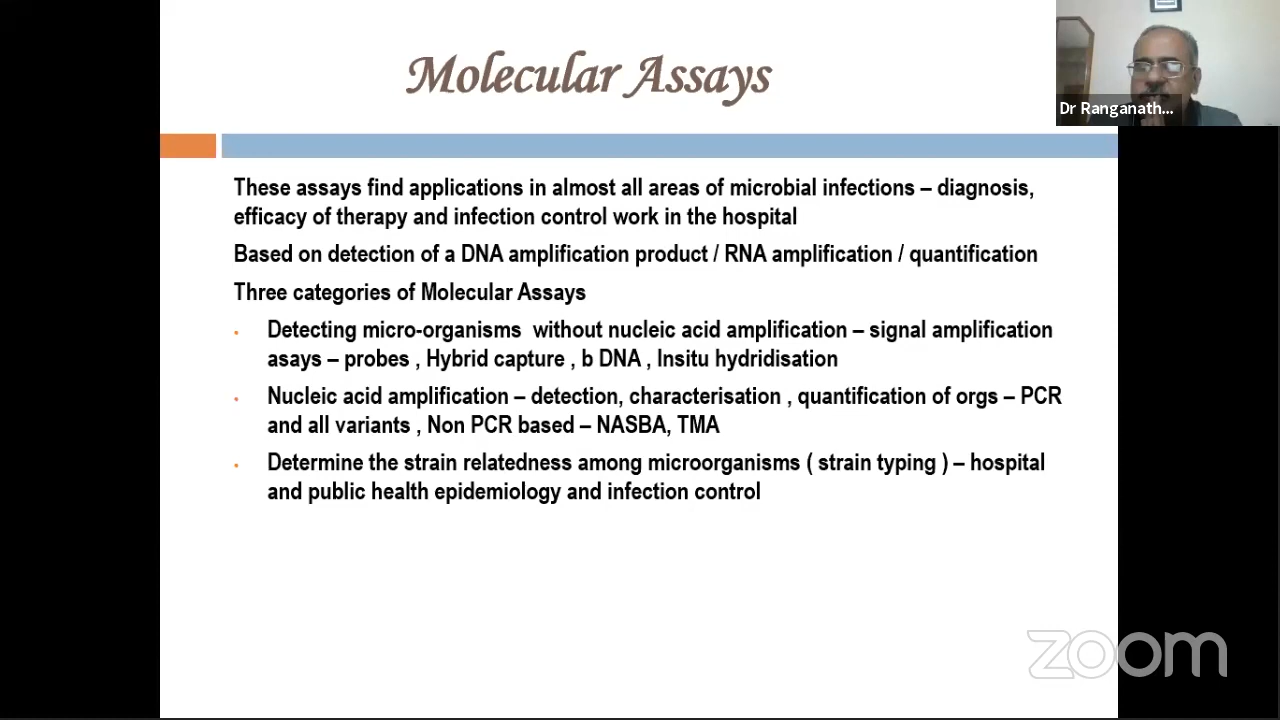 Molecular Assays
Dr Ranganath...
These assays find applications in almost all areas of microbial infections – diagnosis,
efficacy of therapy and infection control work in the hospital
Based on detection of a DNA amplification product / RNA amplification / quantification
Three categories of Molecular Assays
• Detecting micro-organisms without nucleic acid amplification – signal amplification
asays – probes , Hybrid capture , b DNA , Insitu hydridisation
• Nucleic acid amplification – detection, characterisation , quantification of orgs – PCR
and all variants , Non PCR based – NASBA, TMA
• Determine the strain relatedness among microorganisms ( strain typing ) – hospital
and public health epidemiology and infection control
zoom